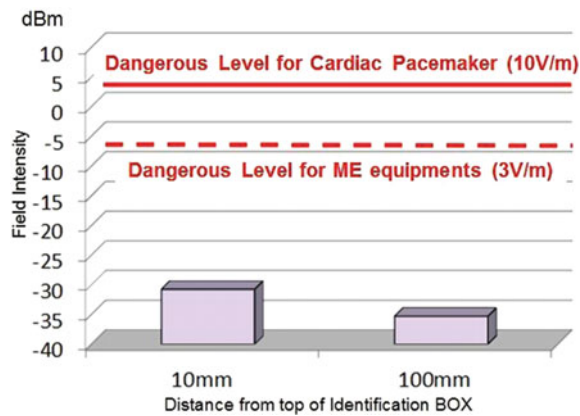 dBm
10
5
0
-5
-10
-15
-20
-25
-30
-35
-40
Field Intensity
Dangerous Level for Cardiac Pacemaker (10V/m)
Dangerous Level for ME equipments (3V/m)
10mm
100mm
Distance from top of Identification BOX